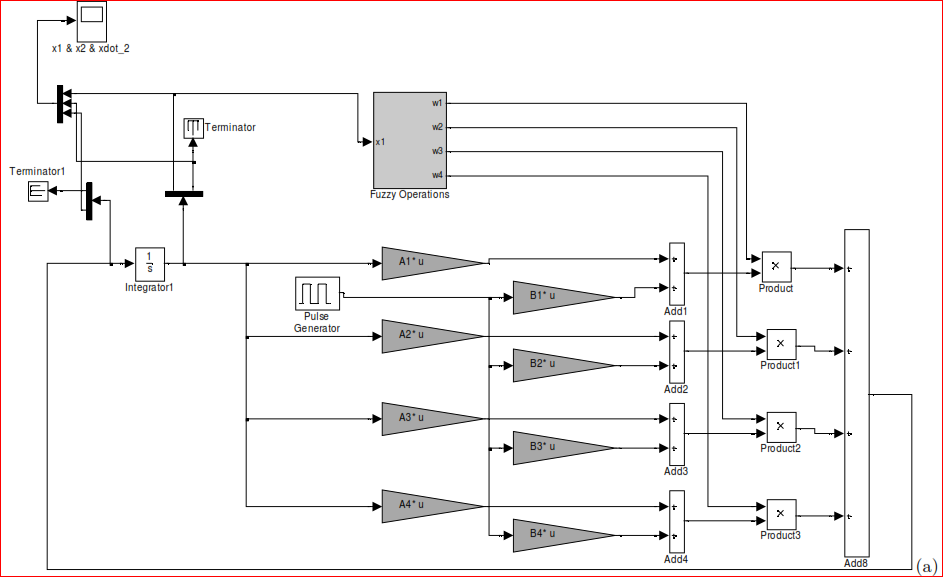 x1 & x2 & xdot_2
Terminator
Terminator1
x1
w1
w2
w3
w4
Fuzzy Operations
1
s
Integrator1
Pulse
Generator
A1* u
B1* u
A2* u
B2* u
A3* u
B3* u
A4* u
B4* u
+
+
Add1
+
+
Add2
+
+
Add3
+
+
Add4
×
Product
×
Product1
×
Product2
×
Product3
+
+
+
+
Add8
(a)